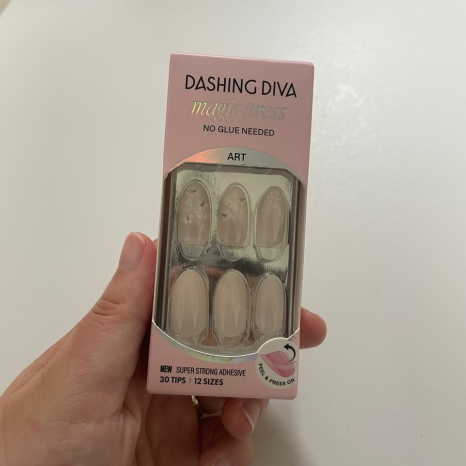 DASHING DIVA
magic press
NO GLUE NEEDED
ART
NEW SUPER STRONG ADHESIVE
30 TIPS | 12 SIZES
PEEL & PRESS ON